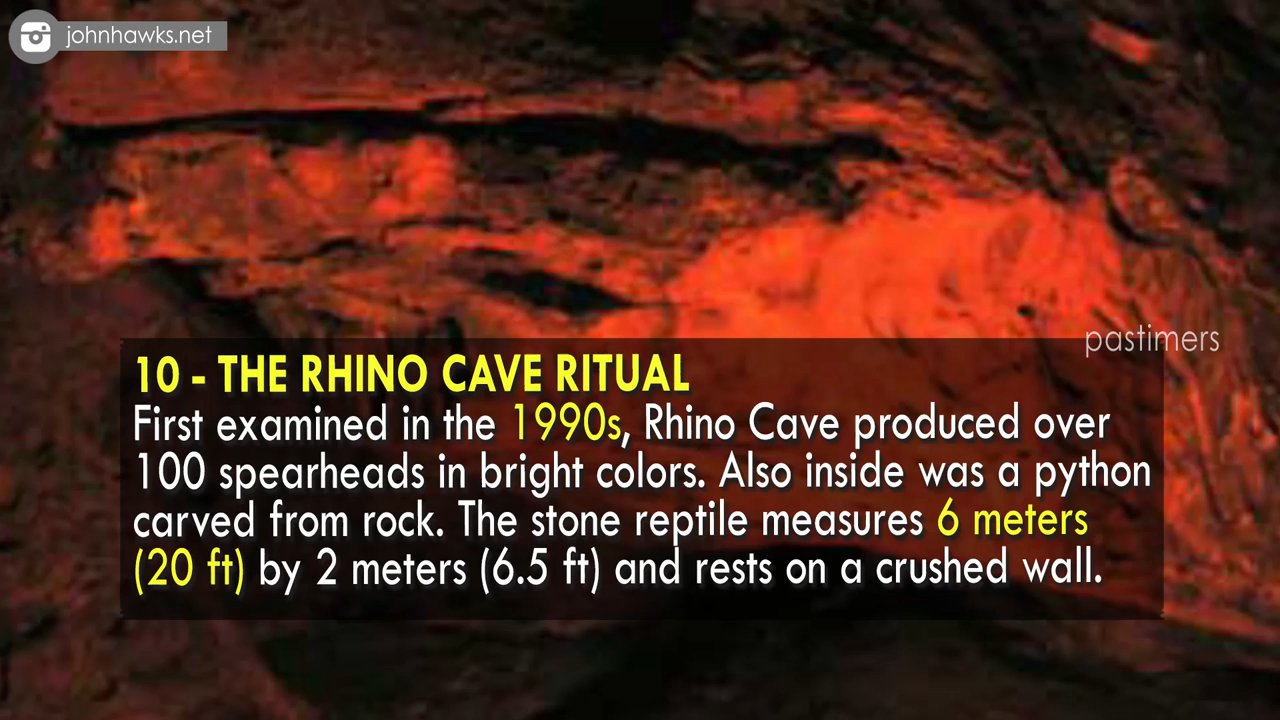 johnhawks.net
pastimers
10 - THE RHINO CAVE RITUAL
First examined in the 1990s, Rhino Cave produced over
100 spearheads in bright colors. Also inside was a python
carved from rock. The stone reptile measures 6 meters
(20 ft) by 2 meters (6.5 ft) and rests on a crushed wall.